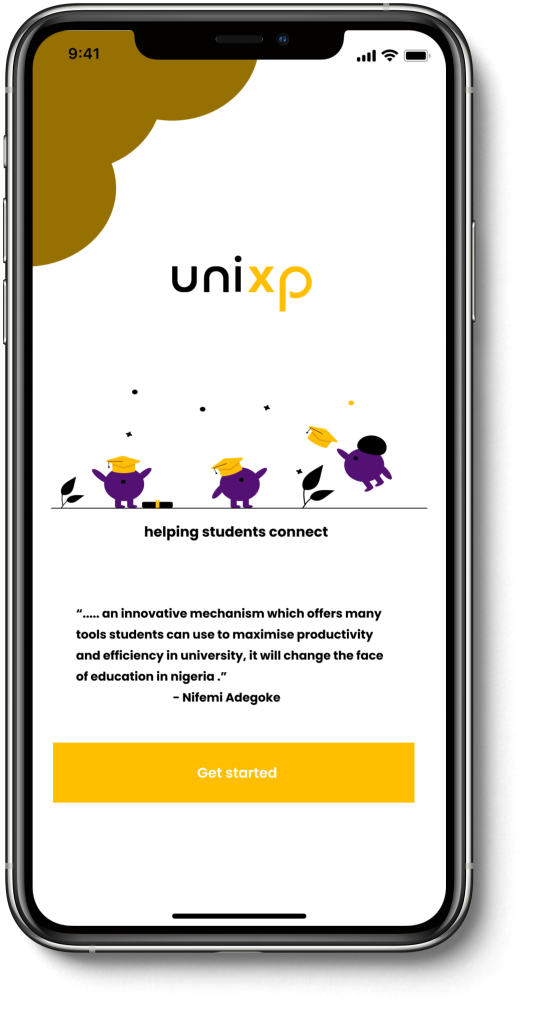 9:41
unixp
helping students connect
“..... an innovative mechanism which offers many
tools students can use to maximise productivity
and efficiency in university, it will change the face
of education in nigeria .”
- Nifemi Adegoke
Get started